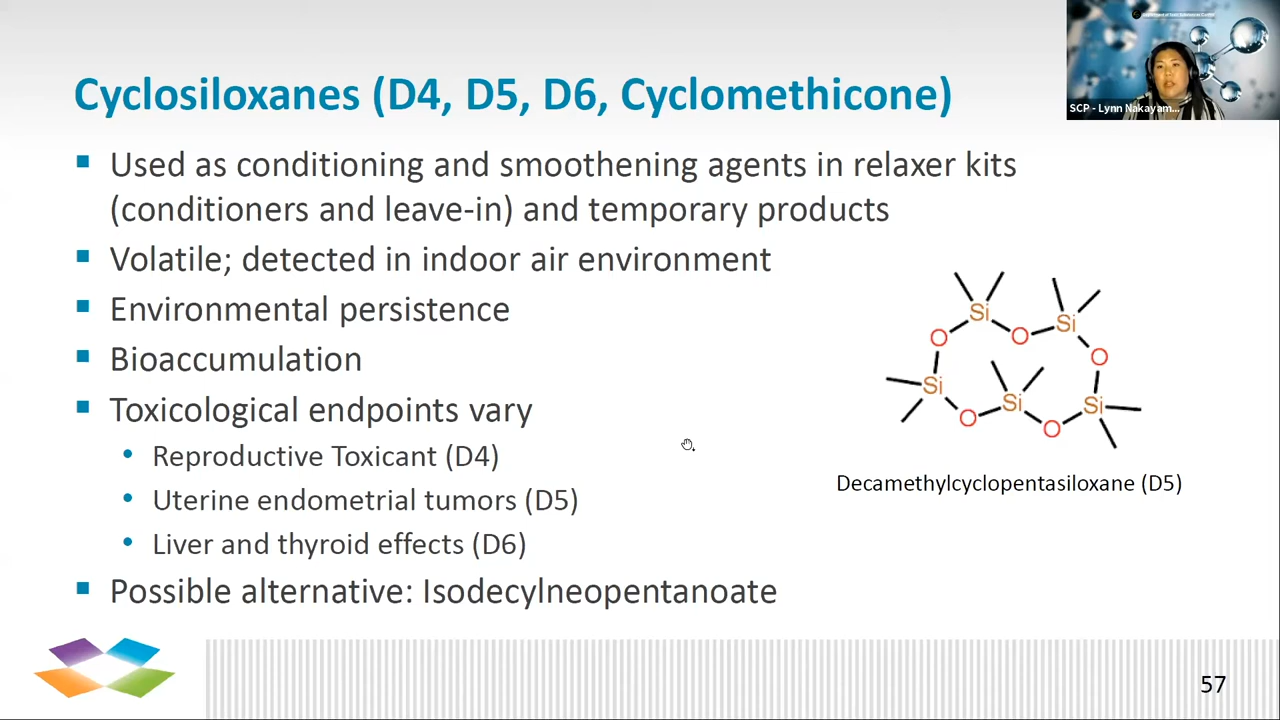 Cyclosiloxanes (D4, D5, D6, Cyclomethicone)
SCP - Lynn Nakayam...
Used as conditioning and smoothening agents in relaxer kits
(conditioners and leave-in) and temporary products
Volatile; detected in indoor air environment
Environmental persistence
Bioaccumulation
Toxicological endpoints vary
Reproductive Toxicant (D4)
Uterine endometrial tumors (D5)
Liver and thyroid effects (D6)
Possible alternative: Isodecylneopentanoate
Si
Si
O
O
O
Si
Si
Si
O
O
Decamethylcyclopentasiloxane (D5)
57